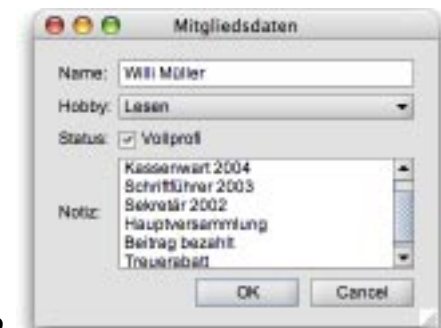 Mitgliedsdaten
Name: Willi Müller
Hobby: Lesen
Status: Vollprofi
Notiz:
Kassenwart 2004
Schriftführer 2003
Sekretär 2002
Hauptversammlung
Beitrag bezahlt
Treuerabatt
OK Cancel